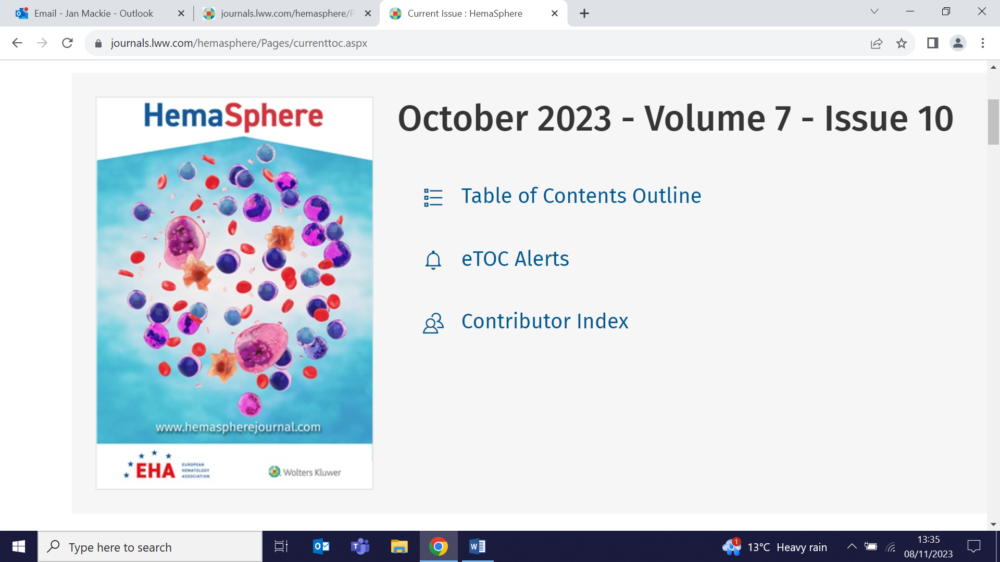 Email - Jan Mackie - Outlook
journals.lww.com/hemasphere/P
Current Issue : HemaSphere
journals.lww.com/hemasphere/Pages/currenttoc.aspx
HemaSphere
www.hemaspherejournal.com
EHA
EUROPEAN
HEMATOLOGY
ASSOCIATION
Wolters Kluwer
October 2023 - Volume 7 - Issue 10
Table of Contents Outline
eTOC Alerts
Contributor Index
Type here to search
1
13°C Heavy rain
13:35
08/11/2023